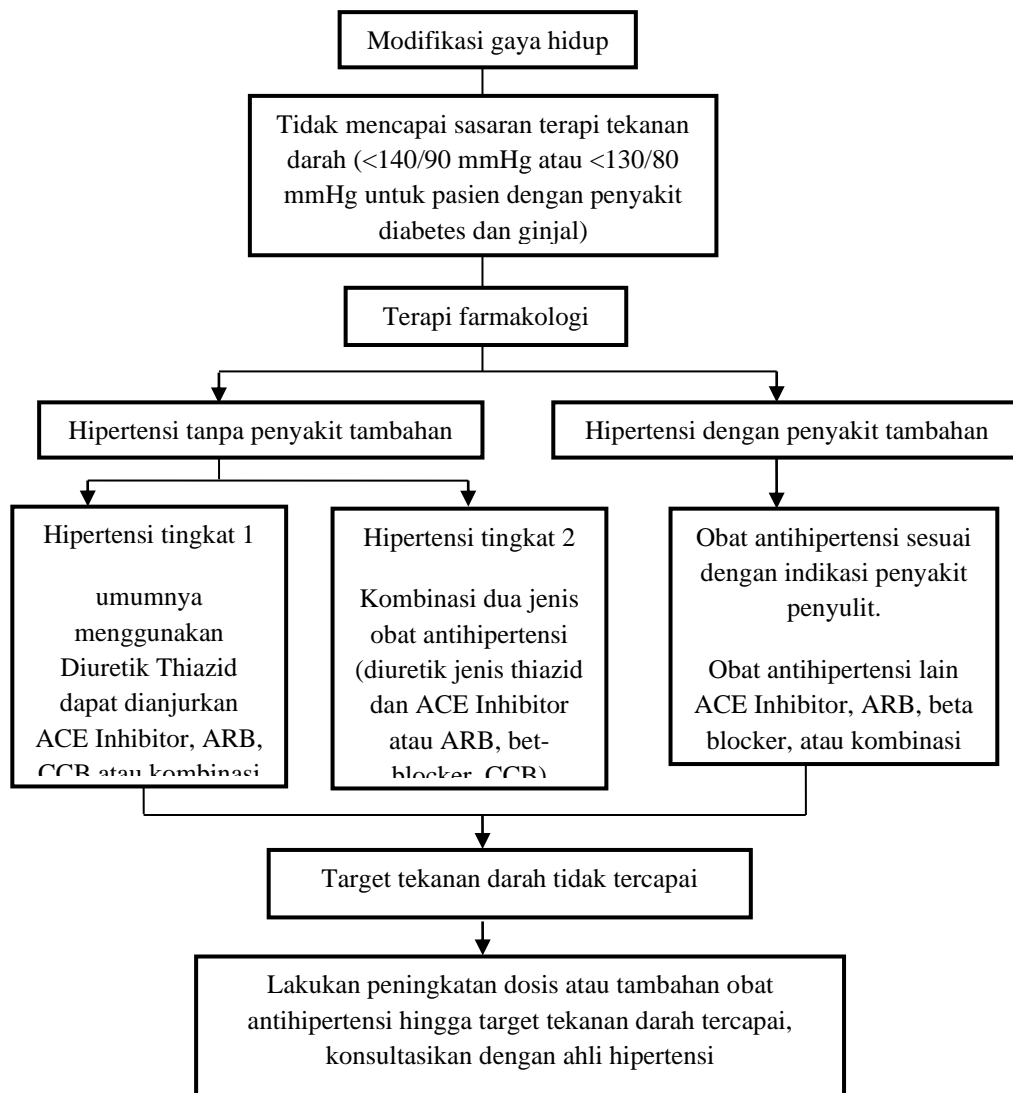 Modifikasi gaya hidup
Tidak mencapai sasaran terapi tekanan
darah (<140/90 mmHg atau <130/80
mmHg untuk pasien dengan penyakit
diabetes dan ginjal)
Terapi farmakologi
Hipertensi tanpa penyakit tambahan
Hipertensi dengan penyakit tambahan
Hipertensi tingkat 1
umumnya
menggunakan
Diuretik Thiazid
dapat dianjurkan
ACE Inhibitor, ARB,
CCB atau kombinasi
Hipertensi tingkat 2
Kombinasi dua jenis
obat antihipertensi
(diuretik jenis thiazid
dan ACE Inhibitor
atau ARB, bet-
blocker, CCB)
Obat antihipertensi sesuai
dengan indikasi penyakit
penyulit.
Obat antihipertensi lain
ACE Inhibitor, ARB, beta
blocker, atau kombinasi
Target tekanan darah tidak tercapai
Lakukan peningkatan dosis atau tambahan obat
antihipertensi hingga target tekanan darah tercapai,
konsultasikan dengan ahli hipertensi